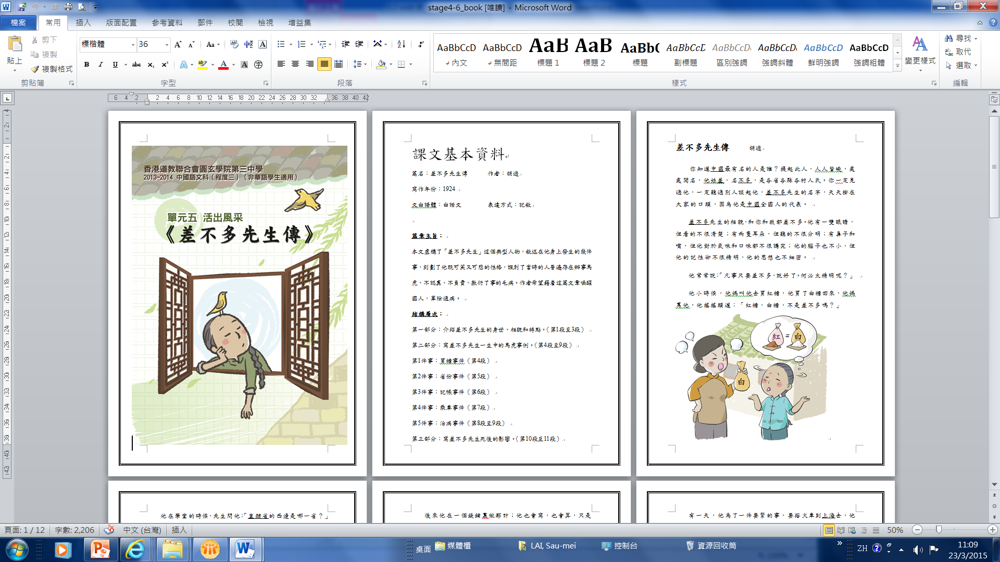 stage4-6_book [唯讀] - Microsoft Word
檔案 常用 插入 版面配置 參考資料 郵件 校閱 檢視 增益集
貼上 剪下 複製 複製格式
標楷體 36
AaBbCcD AaBbCcD AaB AaB AaBb AaBbCcD AaBbCcD AaBbCcD AaBbCcD AaBbCcD
內文 無間距 標題 1 標題 2 標題 副標題 區別強調 強調斜體 鮮明強調 強調粗體
變更樣式 尋找 取代 選取
剪貼簿 字型 段落 樣式 編輯
6 4 2 2 4 6 8 10 12 14 16 18 20 22 24 26 28 30 32 36 38 40 42
香港道教聯合會圓玄學院第三中學
2013-2014 中國語文科(程度三)(非華語學生適用)
單元五 活出風采
《差不多先生傳》
課文基本資料
篇名：差不多先生傳 作者：胡適
寫作年份：1924
文白語體：白話文 表達方式：記敘
篇章主旨：
本文虛構了「差不多先生」這個典型人物，敘述在他身上發生的幾件
事，刻劃了他既可笑又可悲的性格，諷刺了當時的人普遍存在辦事馬
虎、不認真、不負責、敷衍了事的毛病。作者希望藉着這篇文章喚醒
國人，革除通病。
結構層次：
第一部分：介紹差不多先生的身世、相貌和特點。(第1段至3段)
第二部分：寫差不多先生一生中的馬虎事例。(第4段至9段)
第1件事：買糖事件（第4段）
第2件事：省份事件（第5段）
第3件事：記帳事件（第6段）
第4件事：乘車事件（第7段）
第5件事：治病事件（第8段至9段）
第三部分：寫差不多先生死後的影響。(第10段至11段)
差不多先生傳 胡適
你知道中國最有名的人是誰？提起此人，人人皆曉，處
處聞名，他姓差，名不多，是各省各縣各村人氏。你一定見
過他，一定聽過別人談起他，差不多先生的名字，天天掛在
大家的口頭，因為他是中國全國人的代表。
差不多先生的相貌，和你和我都差不多。他有一雙眼睛，
但看的不很清楚；有兩隻耳朵，但聽的不很分明；有鼻子和
嘴，但他對於氣味和口味都不很講究；他的腦子也不小，但
他的記性卻不很精明，他的思想也不細密。
他常常說：「凡事只要差不多，就好了。何必太精明呢？」
他小時候，他媽叫他去買紅糖，他買了白糖回來，他媽
罵他，他搖搖頭道：「紅糖，白糖，不是差不多嗎？」
紅 = 白
白
他在學堂的時候，先生問他：「直隸省的西邊是哪一省？」
後來他在一個錢鋪裏做夥計；他也會寫，也會算，只是
有一天，他為了一件要緊的事，要搭火車到上海去，他
頁面: 1 / 12 字數: 2,206 中文 (台灣) 插入 50%
桌面 媒體櫃 LAI, Sau-mei 控制台 資源回收筒 ZH
11:09
23/3/2015